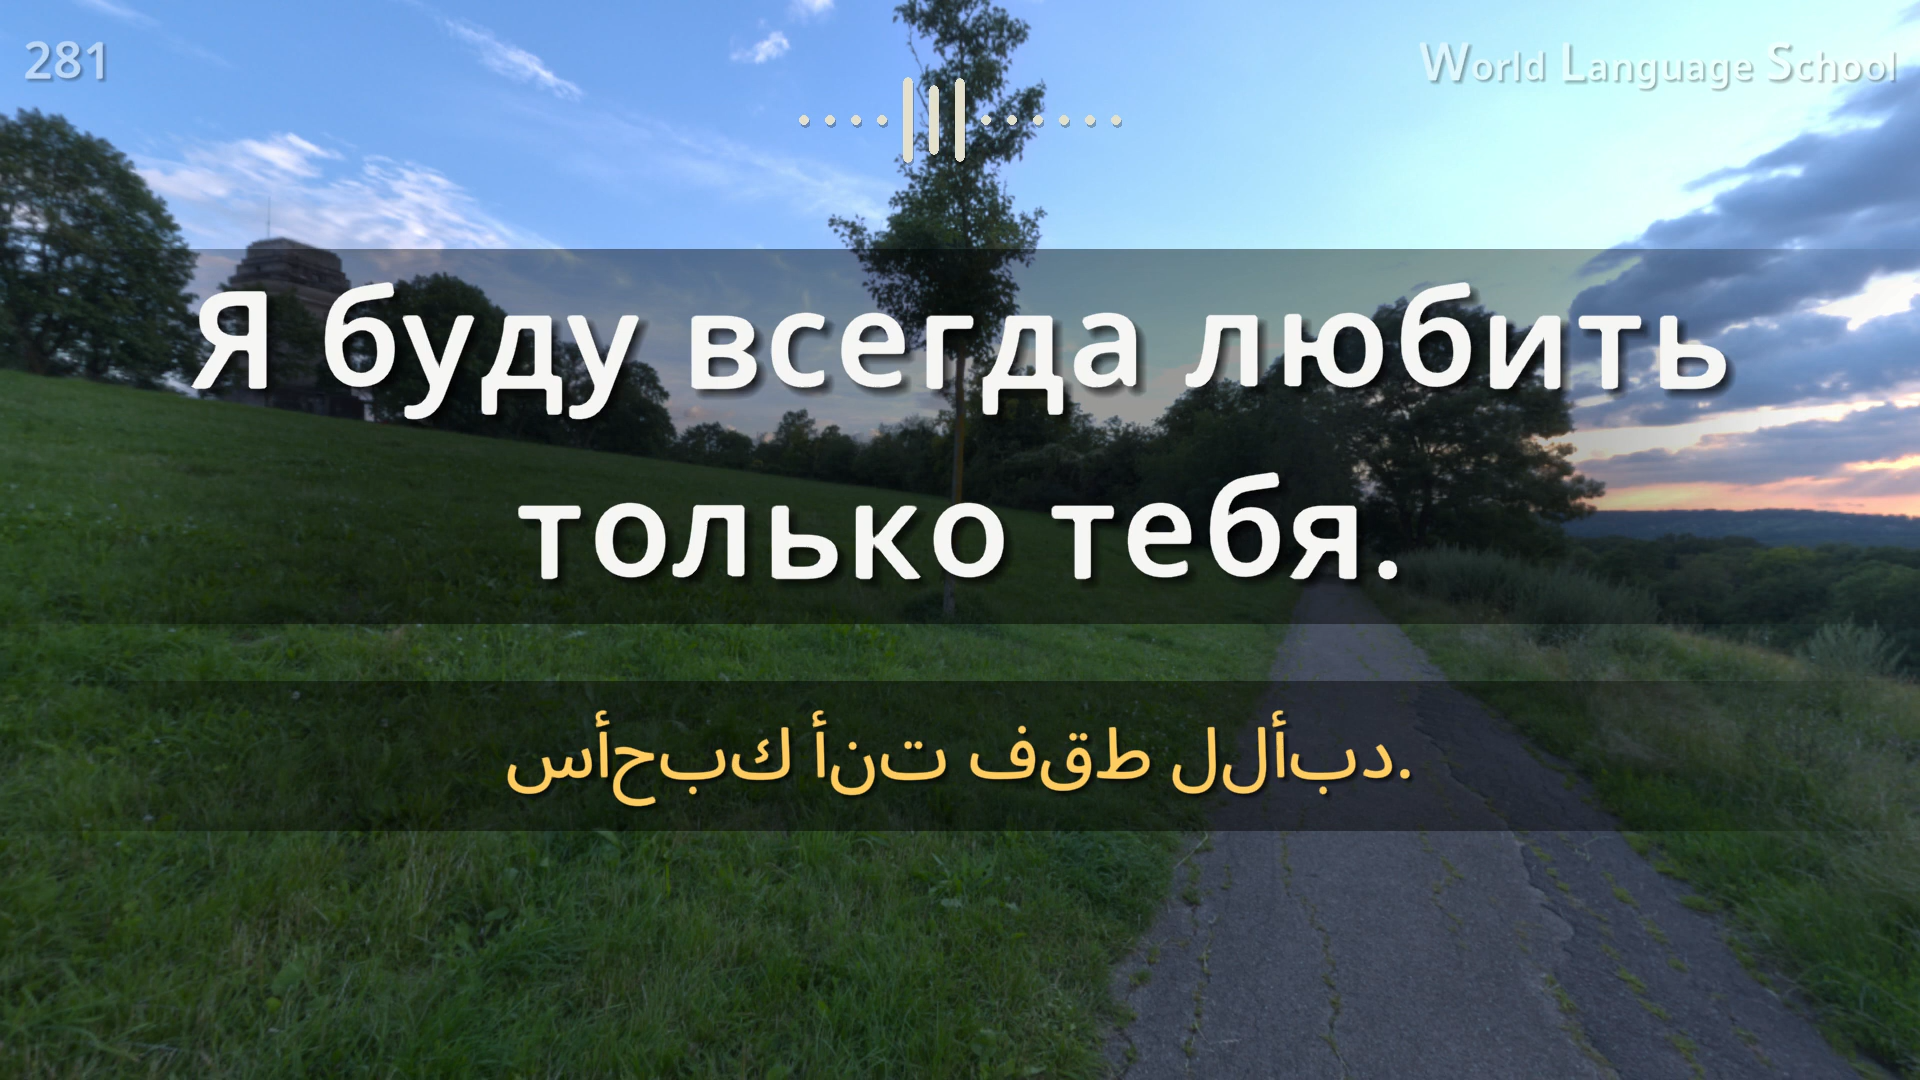 281
World Language School
Я буду всегда любить
только тебя.
سأحبك أنت فقط للأبد.